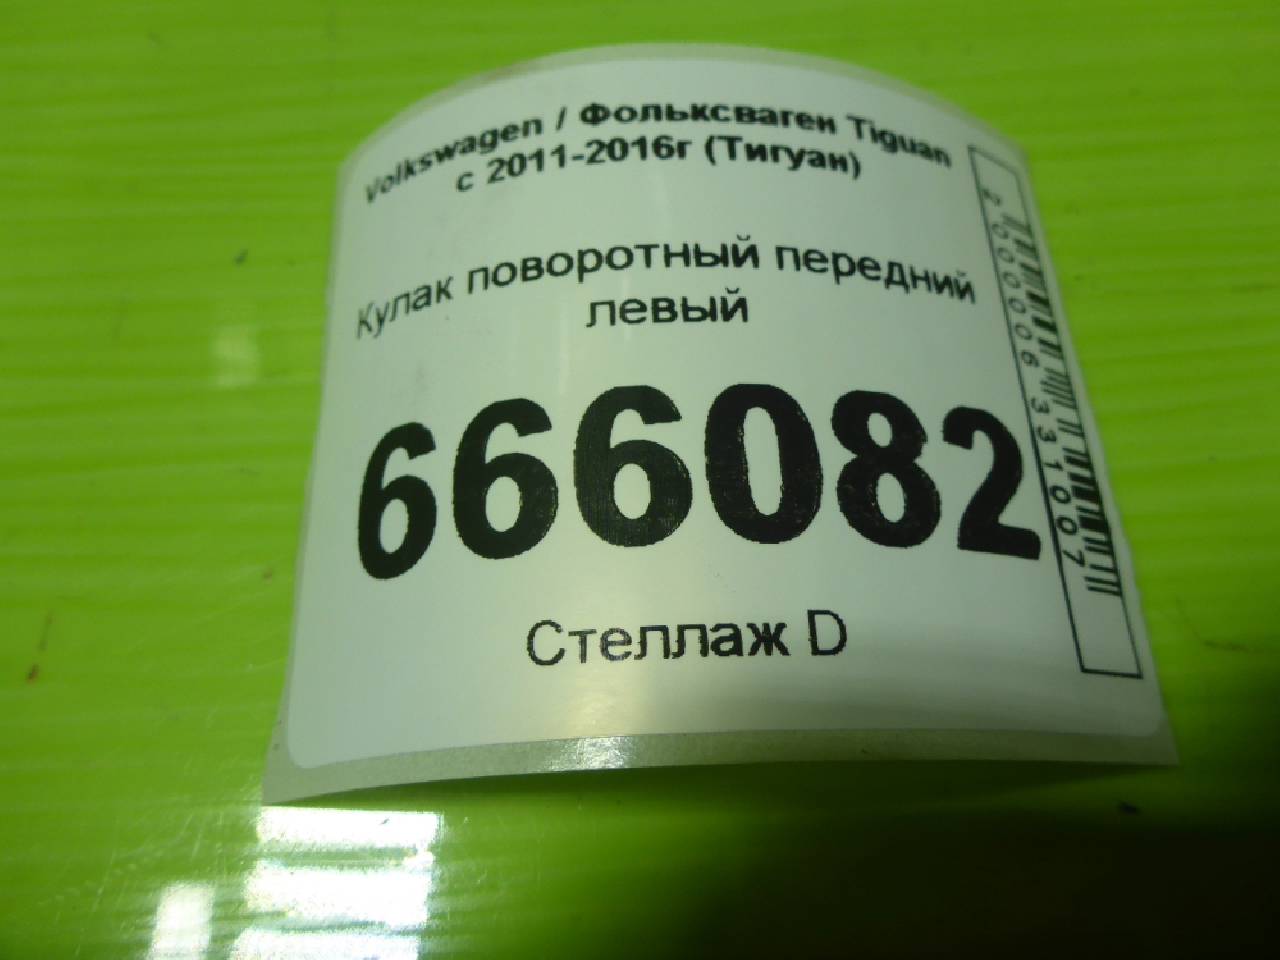 Volkswagen / Фольксваген Tiguan
с 2011-2016г (Тигуан)
Кулак поворотный передний
левый
666082
Стеллаж D
2000006331007